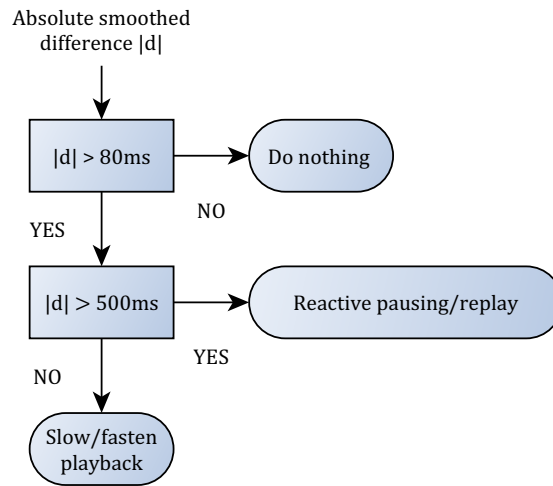 Absolute smoothed
difference |d|
|d| > 80ms
Do nothing
NO
YES
|d| > 500ms
Reactive pausing/replay
YES
NO
Slow/fasten
playback